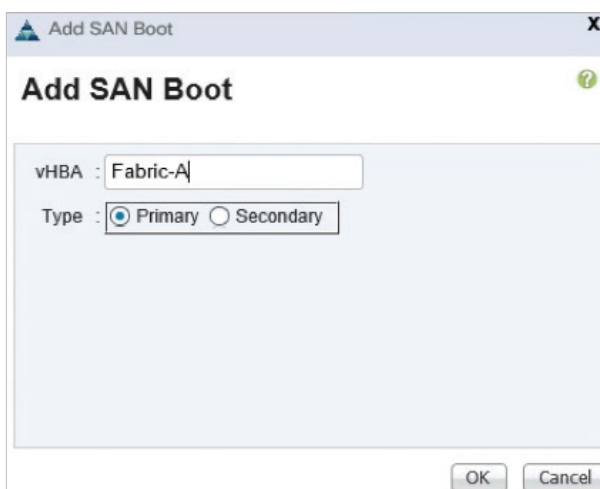 Add SAN Boot X
Add SAN Boot ?
vHBA : Fabric-A
Type : Primary Secondary
OK Cancel